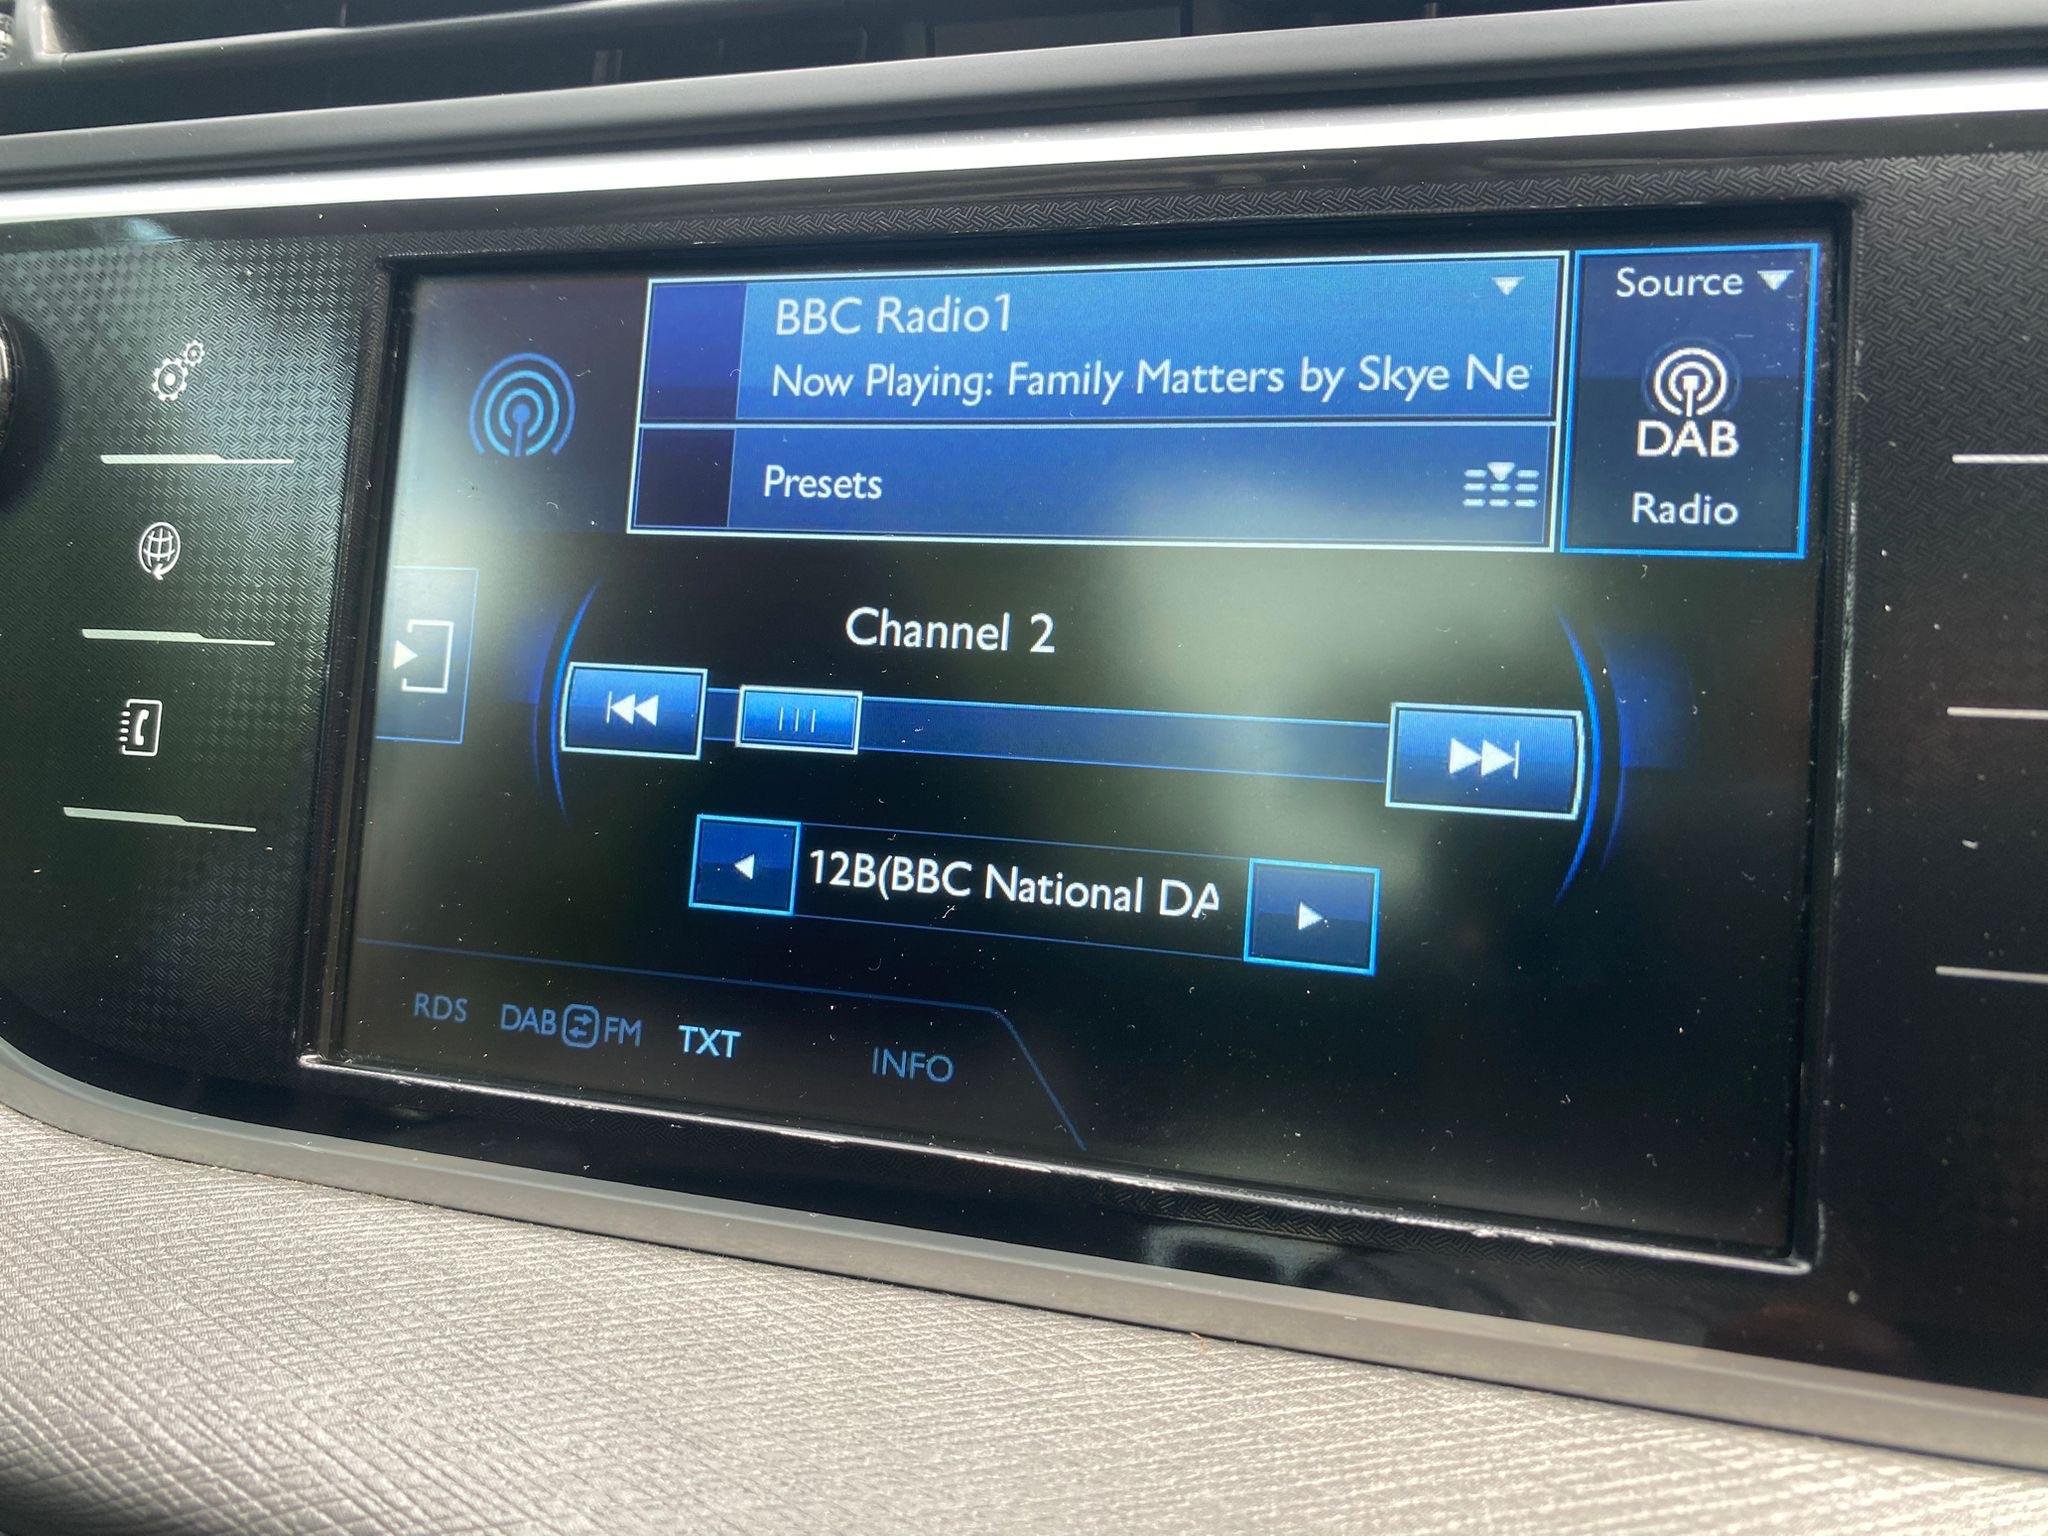 BBC Radio1
Now Playing: Family Matters by Skye Ne
Presets
Source
DAB
Radio
Channel 2
12B(BBC National DA
RDS DAB FM TXT INFO